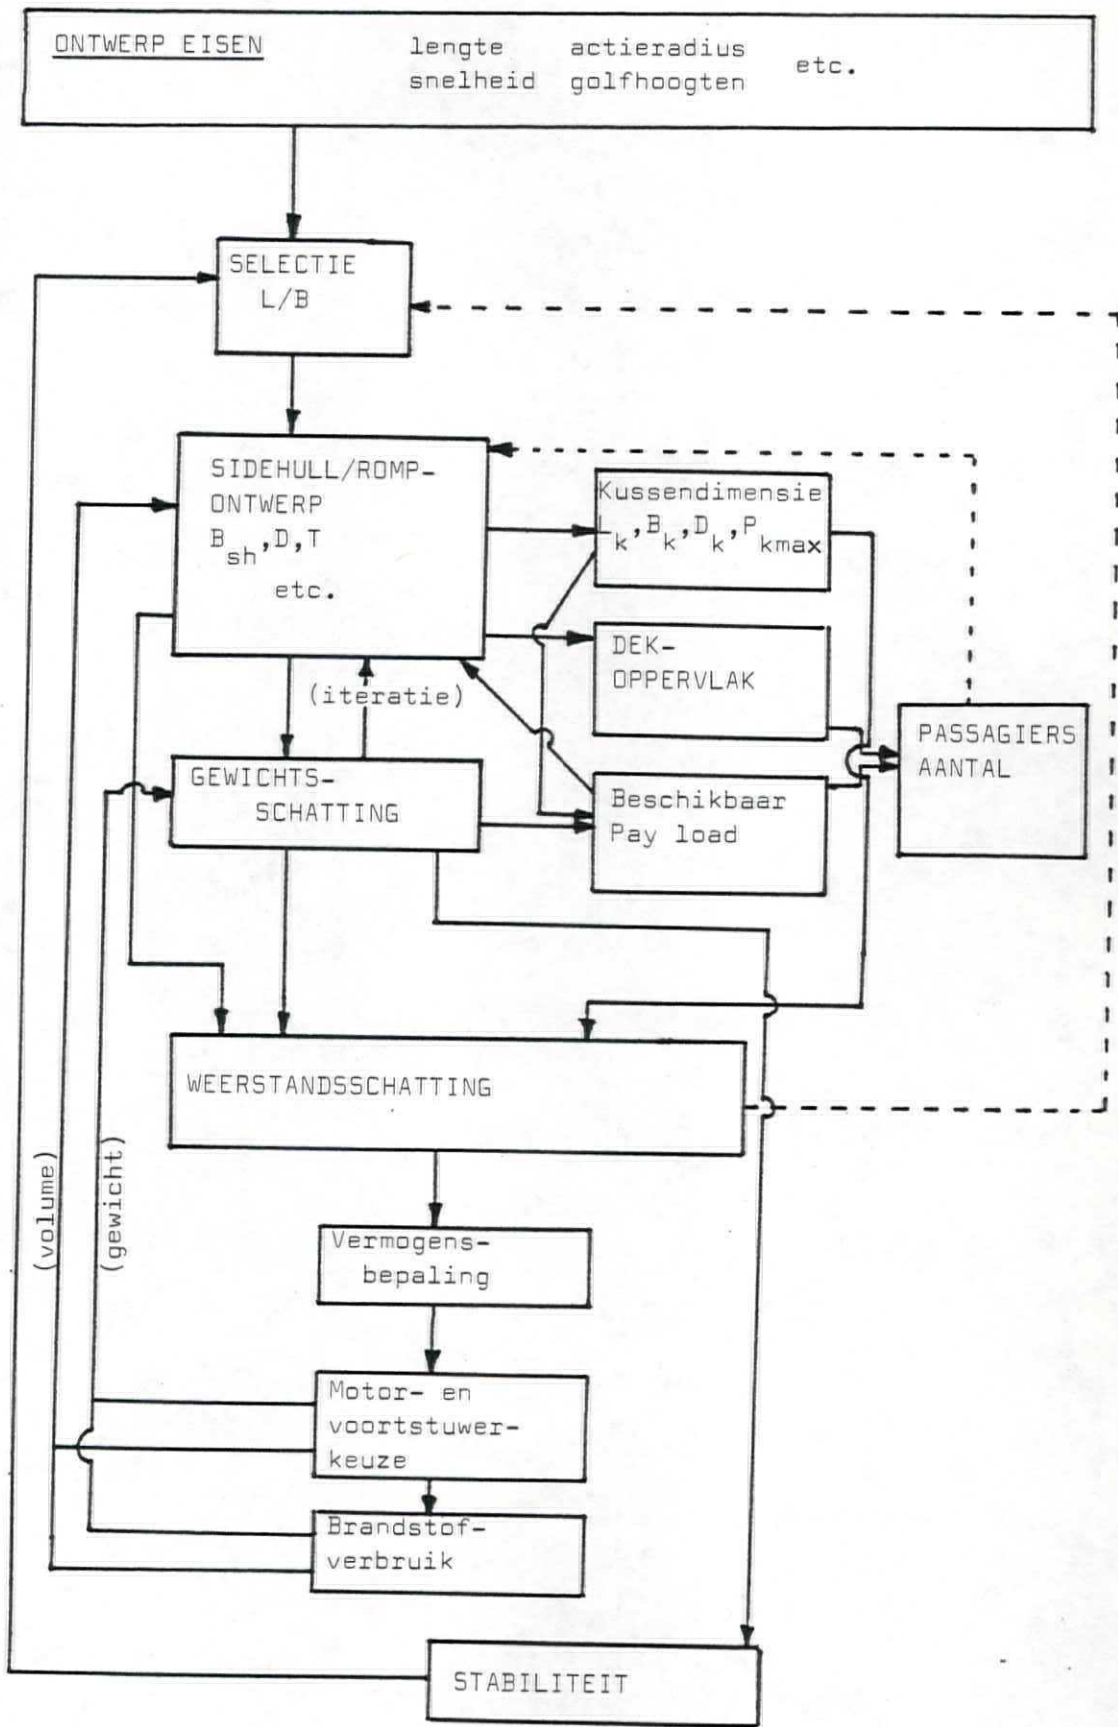 ONTWERP EISEN lengte actieradius etc.
snelheid golfhoogten
SELECTIE
L/B
SIDEHULL/ROMP-
ONTWERP
B_sh,D,T
etc.
Kussendimensie
L_k,B_k,D_k,P_kmax
DEK-
OPPERVLAK
(iteratie)
PASSAGIERS
AANTAL
GEWICHTS-
SCHATTING
Beschikbaar
Pay load
WEERSTANDSSCHATTING
(volume)
(gewicht)
Vermogens-
bepaling
Motor- en
voortstuwer-
keuze
Brandstof-
verbruik
STABILITEIT